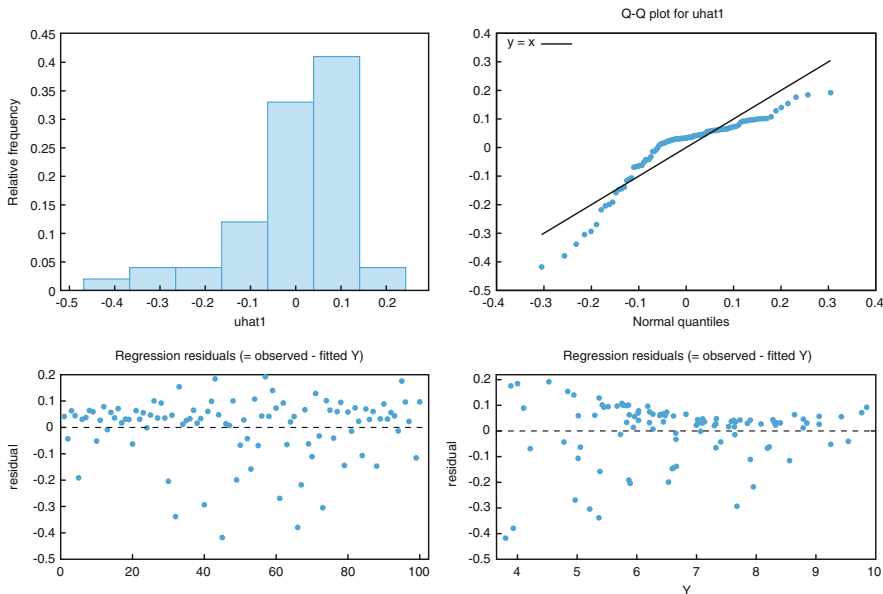 0.45
0.4
0.35
0.3
0.25
0.2
0.15
0.1
0.05
0
Relative frequency
-0.5 -0.4 -0.3 -0.2 -0.1 0 0.1 0.2
uhat1
Q-Q plot for uhat1
y = x
0.4
0.3
0.2
0.1
0
-0.1
-0.2
-0.3
-0.4
-0.5
-0.4 -0.3 -0.2 -0.1 0 0.1 0.2 0.3 0.4
Normal quantiles
Regression residuals (= observed - fitted Y)
0.2
0.1
0
-0.1
-0.2
-0.3
-0.4
-0.5
residual
0 20 40 60 80 100
Regression residuals (= observed - fitted Y)
0.2
0.1
0
-0.1
-0.2
-0.3
-0.4
-0.5
residual
4 5 6 7 8 9 10
Y